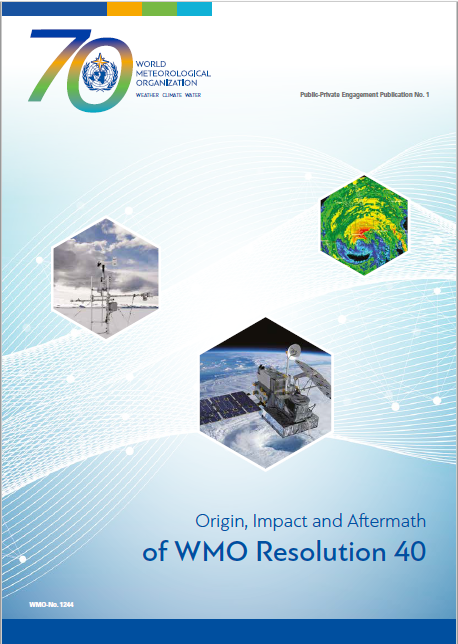 70
WORLD
METEOROLOGICAL
ORGANIZATION
WEATHER CLIMATE WATER
Public-Private Engagement Publication No. 1
Origin, Impact and Aftermath
of WMO Resolution 40
WMO-No. 1244